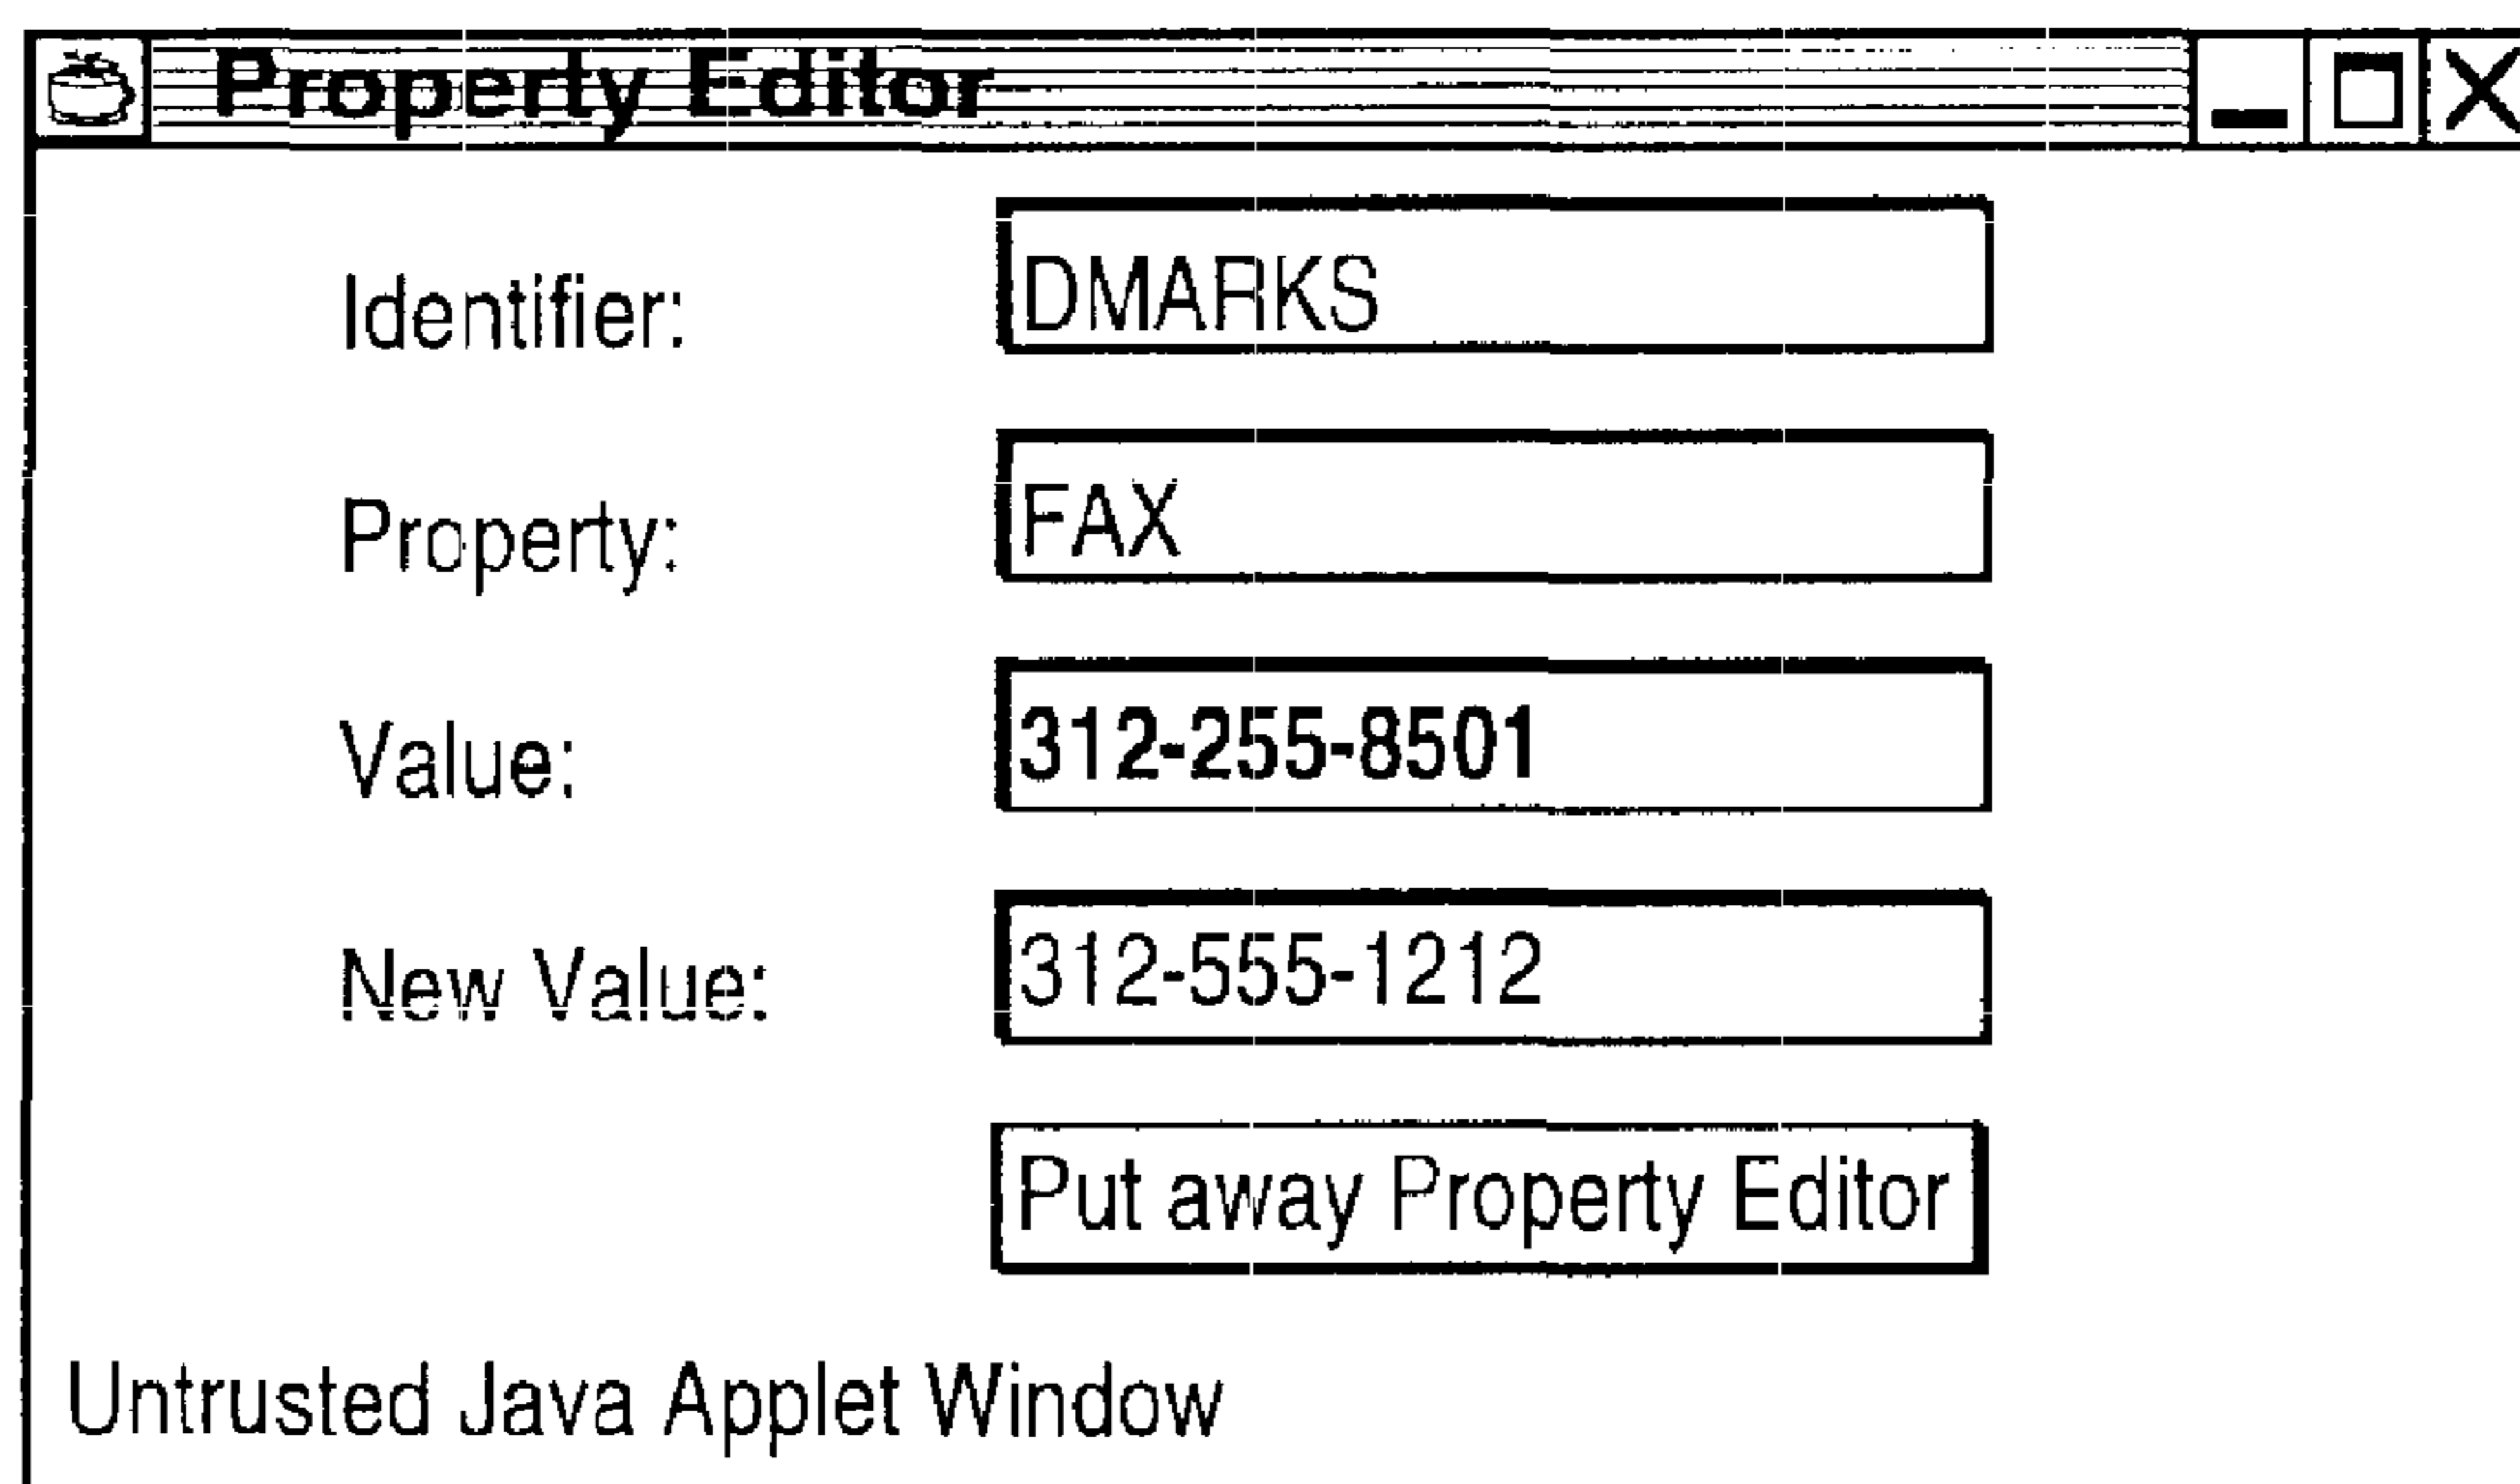 Property Editor
Identifier: DMARKS
Property: FAX
Value: 312-255-8501
New Value: 312-555-1212
Put away Property Editor
Untrusted Java Applet Window